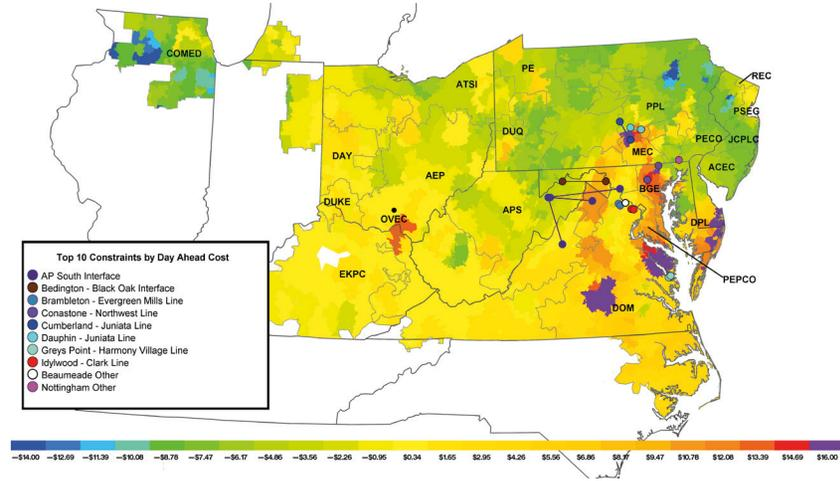 COMED
ATSI
PE
REC
PPL
PSEG
DUQ
PECO
JCPLC
MEC
DAY
ACEC
AEP
BGE
DUKE
APS
OVEC
DPL
EKPC
PEPCO
DOM
Top 10 Constraints by Day Ahead Cost
AP South Interface
Bedington - Black Oak Interface
Brambleton - Evergreen Mills Line
Conastone - Northwest Line
Cumberland - Juniata Line
Dauphin - Juniata Line
Greys Point - Harmony Village Line
Idylwood - Clark Line
Beaumeade Other
Nottingham Other
—$14.00 —$12.69 —$11.39 —$10.08 —$8.78 —$7.47 —$6.17 —$4.86 —$3.56 —$2.26 —$0.95 $0.34 $1.65 $2.95 $4.26 $5.56 $6.86 $8.17 $9.47 $10.78 $12.08 $13.39 $14.69 $16.00